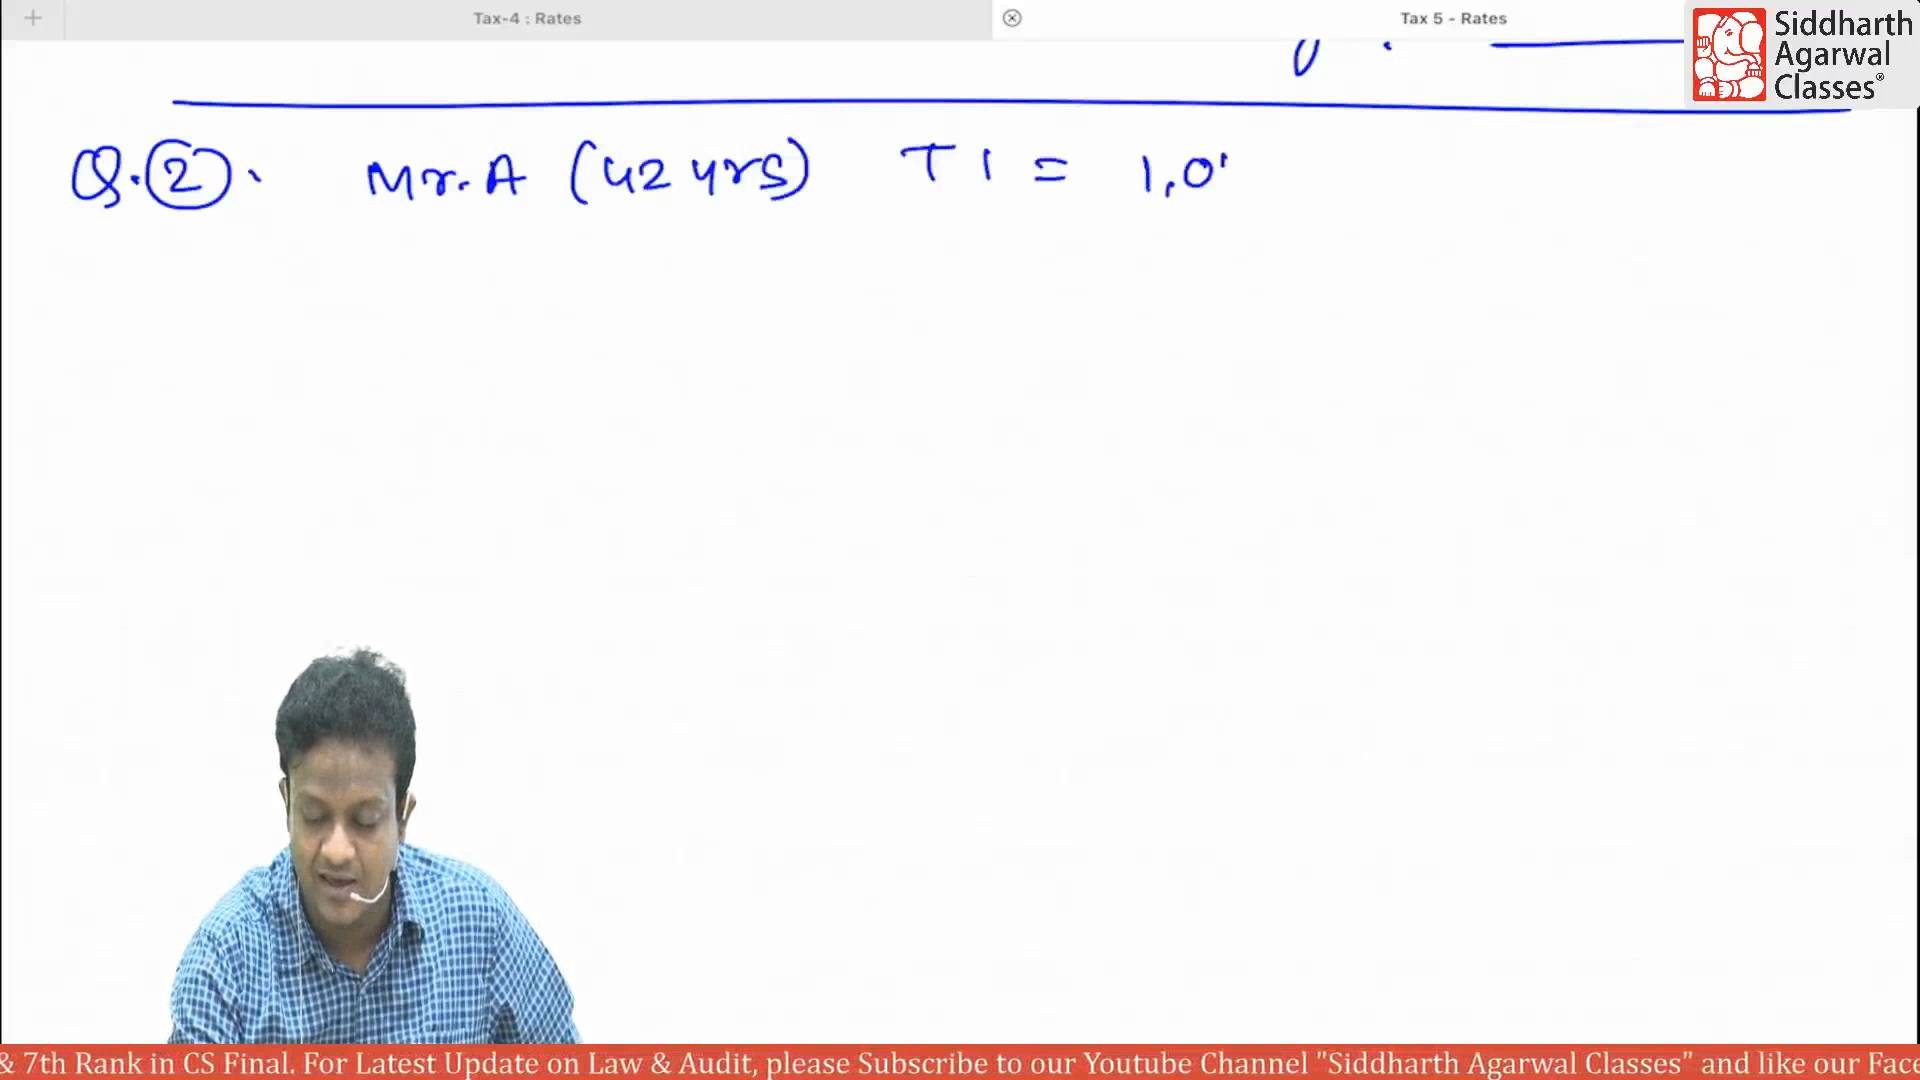 Tax-4 : Rates
Tax 5 - Rates
Siddharth
Agarwal
Classes®
Q. 2. Mr. A (42 yrs) TI = 1,0
& 7th Rank in CS Final. For Latest Update on Law & Audit, please Subscribe to our Youtube Channel "Siddharth Agarwal Classes" and like our Face